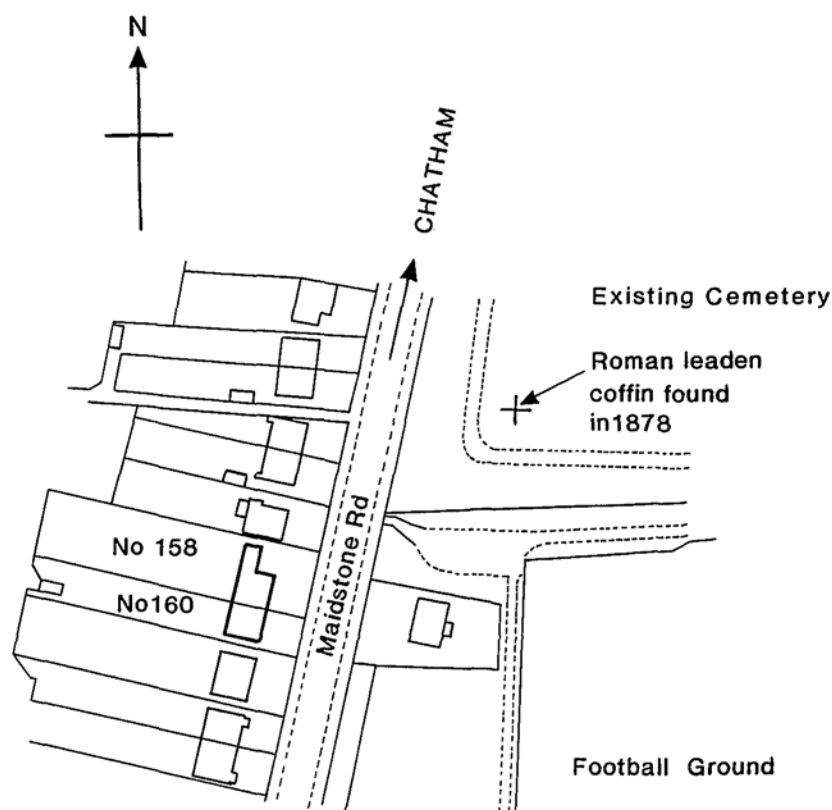 N
CHATHAM
Existing Cemetery
Roman leaden
coffin found
in1878
Maidstone Rd
No 158
No160
Football Ground